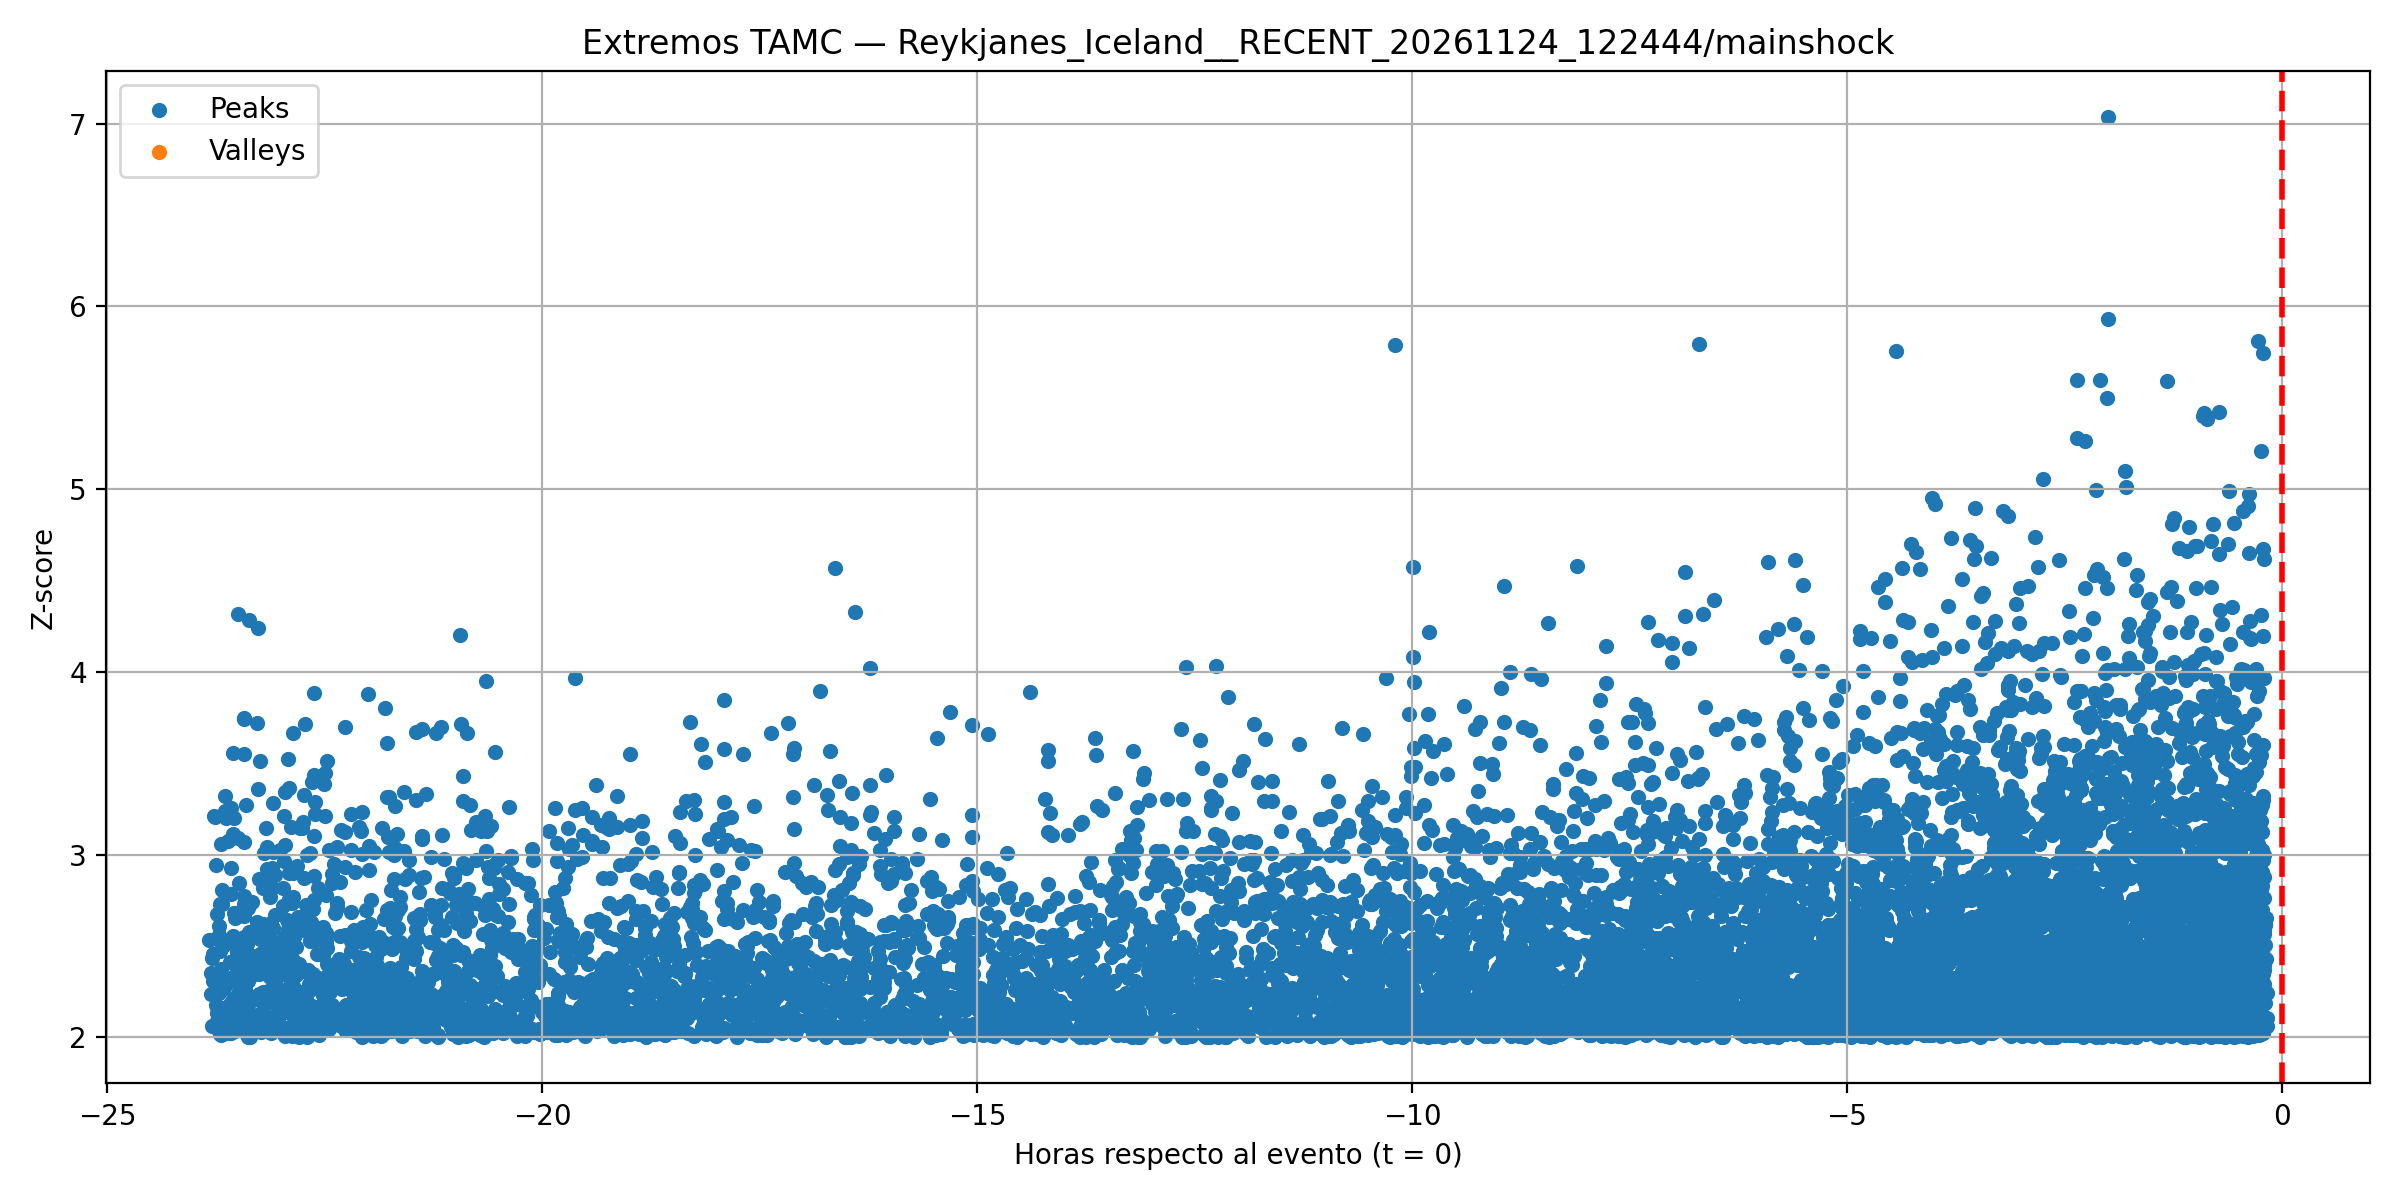 Extremos TAMC — Reykjanes_Iceland__RECENT_20261124_122444/mainshock
Peaks
Valleys
7
6
5
4
3
2
Z-score
−25
−20
−15
−10
−5
0
Horas respecto al evento (t = 0)